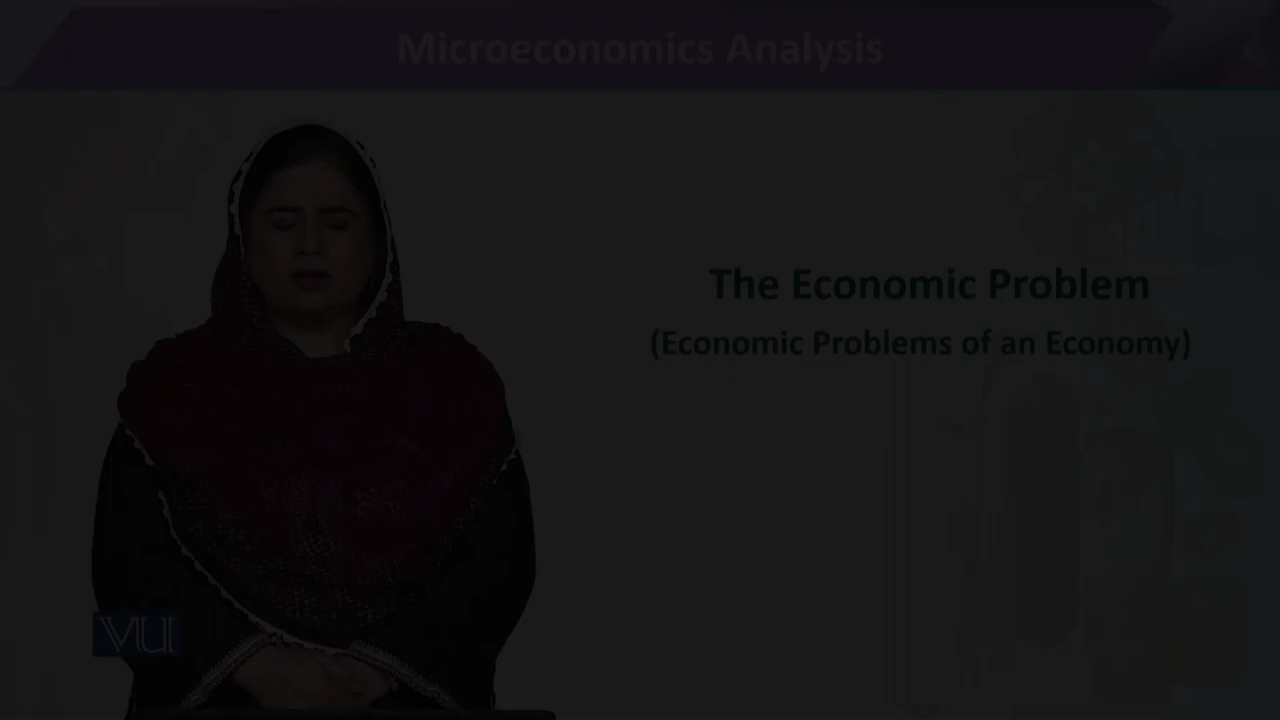 Microeconomics Analysis
The Economic Problem
(Economic Problems of an Economy)
VU